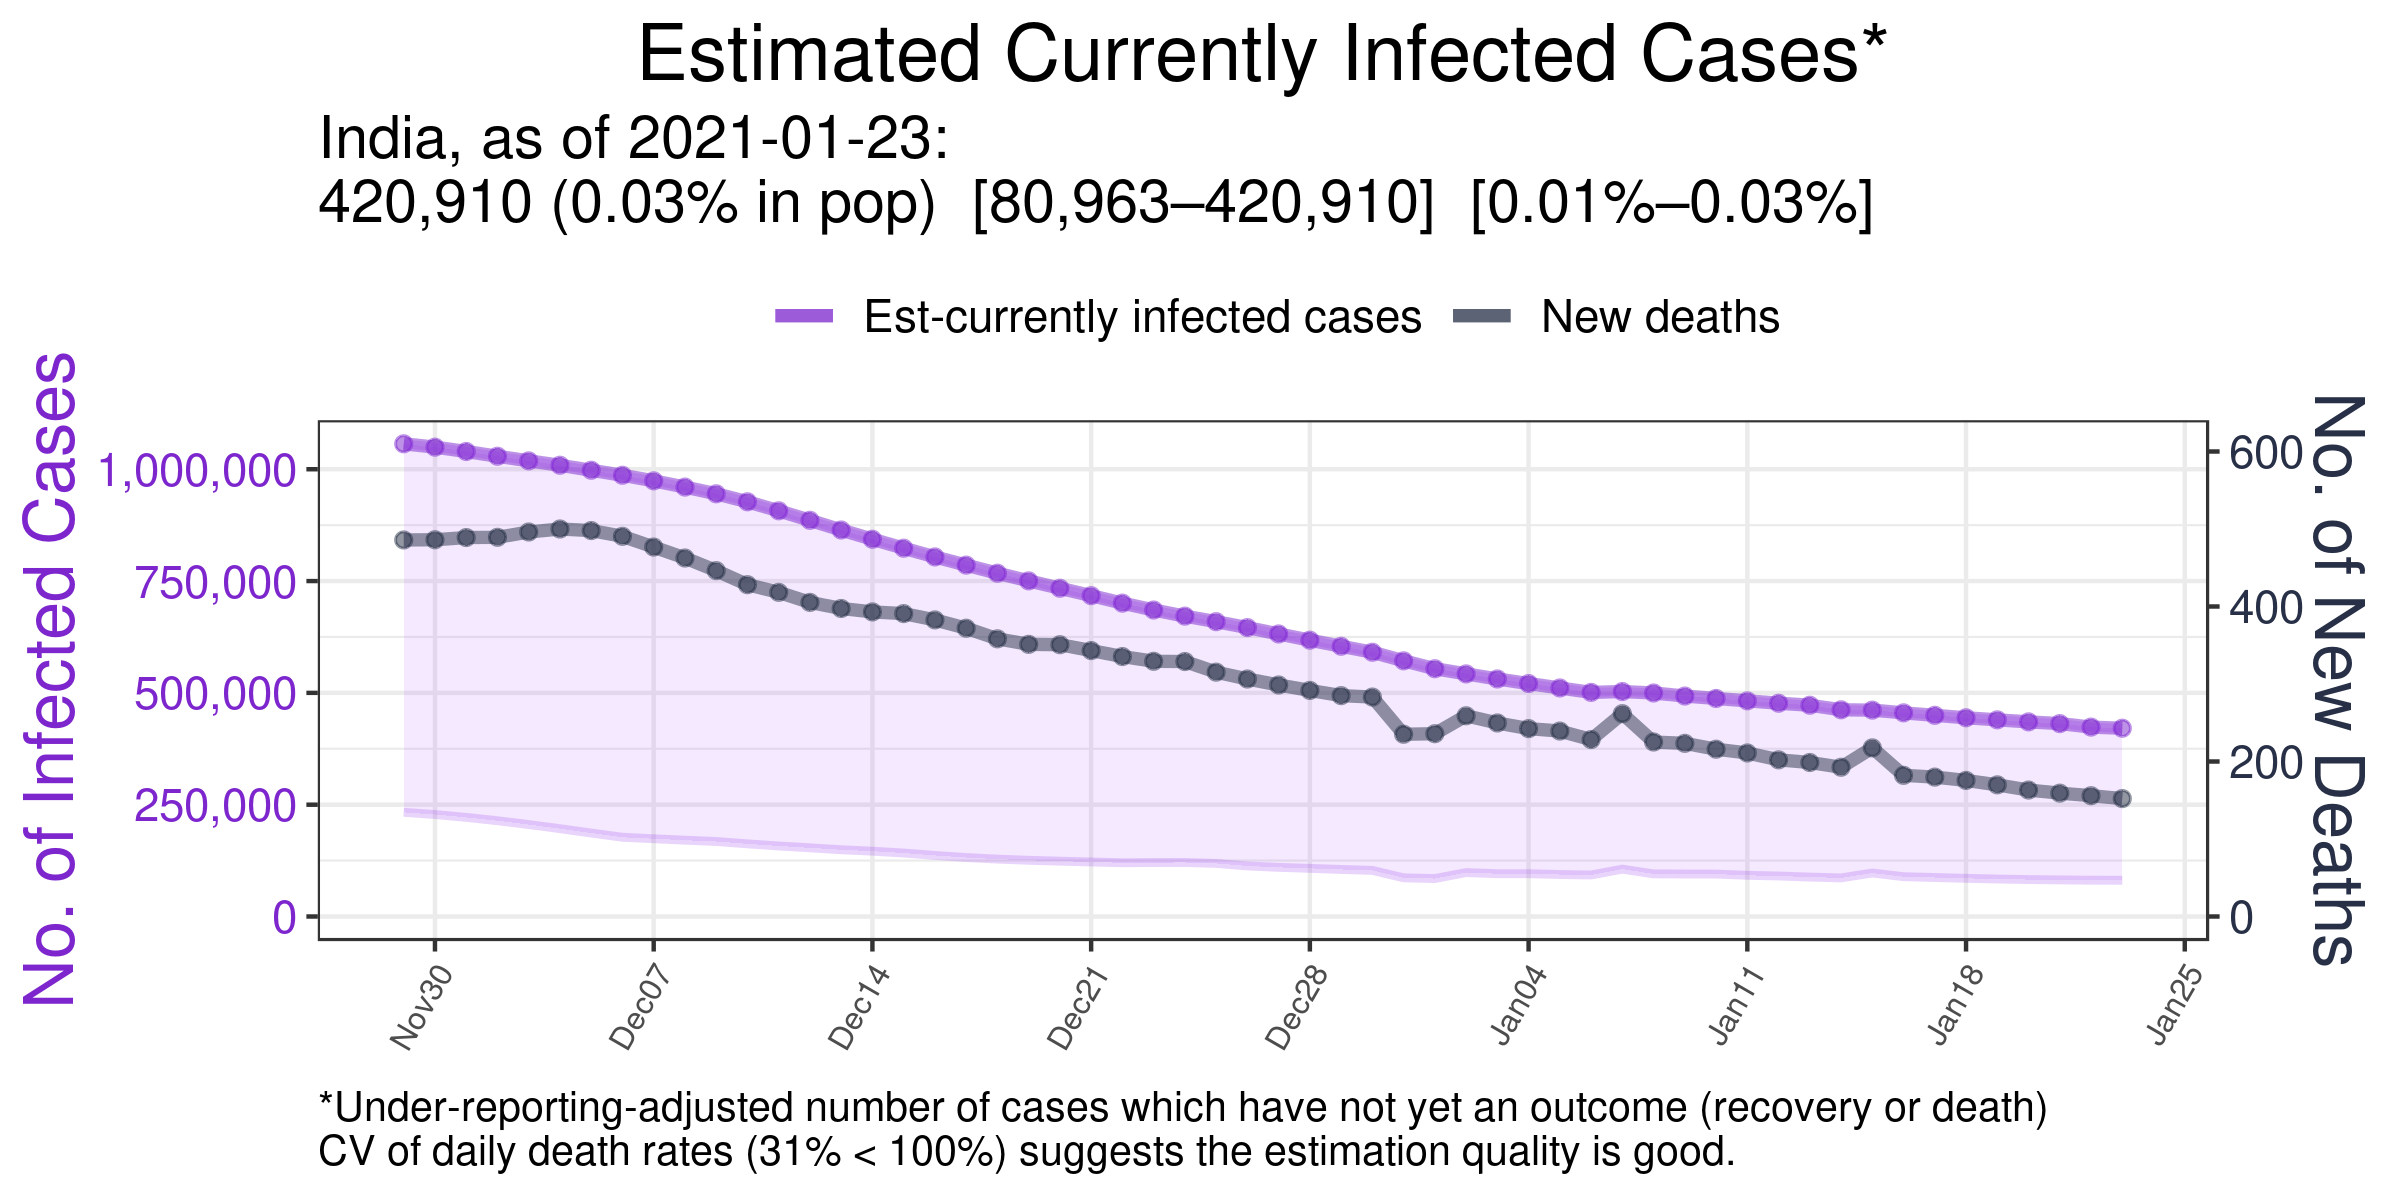 Estimated Currently Infected Cases*
India, as of 2021-01-23:
420,910 (0.03% in pop)  [80,963–420,910]  [0.01%–0.03%]
Est-currently infected cases
New deaths
No. of Infected Cases
1,000,000
750,000
500,000
250,000
0
600
400
200
0
No. of New Deaths
Nov30
Dec07
Dec14
Dec21
Dec28
Jan04
Jan11
Jan18
Jan25
*Under-reporting-adjusted number of cases which have not yet an outcome (recovery or death)
CV of daily death rates (31% < 100%) suggests the estimation quality is good.